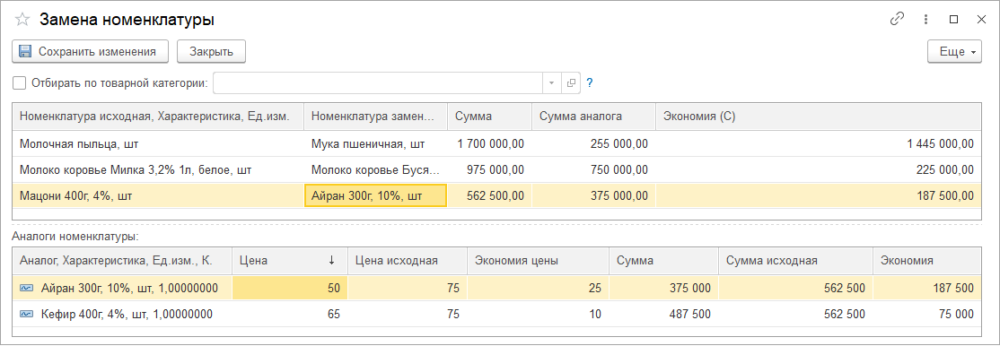 Замена номенклатуры
Сохранить изменения Закрыть Еще
Отбирать по товарной категории: ?
Номенклатура исходная, Характеристика, Ед.изм. Номенклатура замен... Сумма Сумма аналога Экономия (С)
Молочная пыльца, шт Мука пшеничная, шт 1 700 000,00 255 000,00 1 445 000,00
Молоко коровье Милка 3,2% 1л, белое, шт Молоко коровье Буся... 975 000,00 750 000,00 225 000,00
Мацони 400г, 4%, шт Айран 300г, 10%, шт 562 500,00 375 000,00 187 500,00
Аналоги номенклатуры:
Аналог, Характеристика, Ед.изм., К. Цена ↓ Цена исходная Экономия цены Сумма Сумма исходная Экономия
Айран 300г, 10%, шт, 1,00000000 50 75 25 375 000 562 500 187 500
Кефир 400г, 4%, шт, 1,00000000 65 75 10 487 500 562 500 75 000